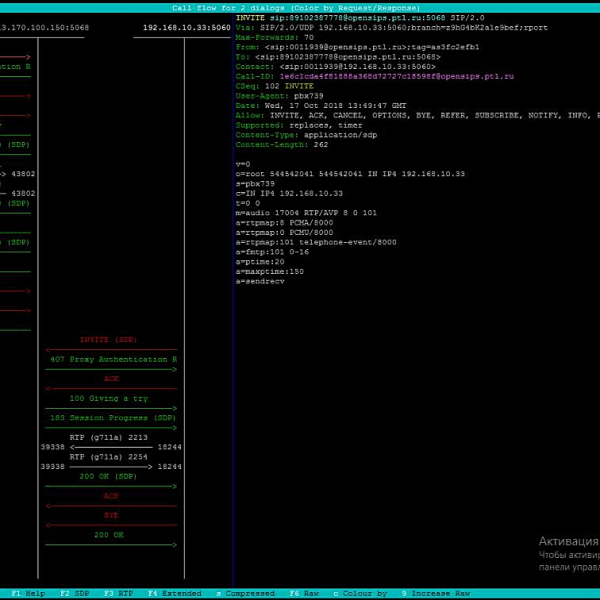 Call flow for 2 dialogs (Color by Request/Response)
3.170.100.150:5068
192.168.10.33:5060
ation R
(SDP)
43802
43802
(SDP)
(SDP)
INVITE (SDP)
407 Proxy Authentication R
ACK
100 Giving a try
183 Session Progress (SDP)
RTP (g711a) 2213
39338 18244
RTP (g711a) 2254
39338 18244
200 OK (SDP)
ACK
BYE
200 OK
INVITE sip:89102387778@opensips.pt1.ru:5068 SIP/2.0
Via: SIP/2.0/UDP 192.168.10.33:5060;branch=z9hG4bK2a1e9bef;rport
Max-Forwards: 70
From: <sip:0011939@opensips.pt1.ru>;tag=as3fc2efb1
To: <sip:89102387778@opensips.pt1.ru:5068>
Contact: <sip:0011939@192.168.10.33:5060>
Call-ID: 1e6c1cda4f81888a368d72727c18598f@opensips.pt1.ru
CSeq: 102 INVITE
User-Agent: pbx739
Date: Wed, 17 Oct 2018 13:49:47 GMT
Allow: INVITE, ACK, CANCEL, OPTIONS, BYE, REFER, SUBSCRIBE, NOTIFY, INFO,
Supported: replaces, timer
Content-Type: application/sdp
Content-Length: 262
v=0
o=root 544542041 544542041 IN IP4 192.168.10.33
s=pbx739
c=IN IP4 192.168.10.33
t=0 0
m=audio 17004 RTP/AVP 8 0 101
a=rtpmap:8 PCMA/8000
a=rtpmap:0 PCMU/8000
a=rtpmap:101 telephone-event/8000
a=fmtp:101 0-16
a=ptime:20
a=maxptime:150
a=sendrecv
Активация
Чтобы активир
панели управл
F1 Help F2 SDP F3 RTP F4 Extended s Compressed F6 Raw c Colour by 9 Increase Raw